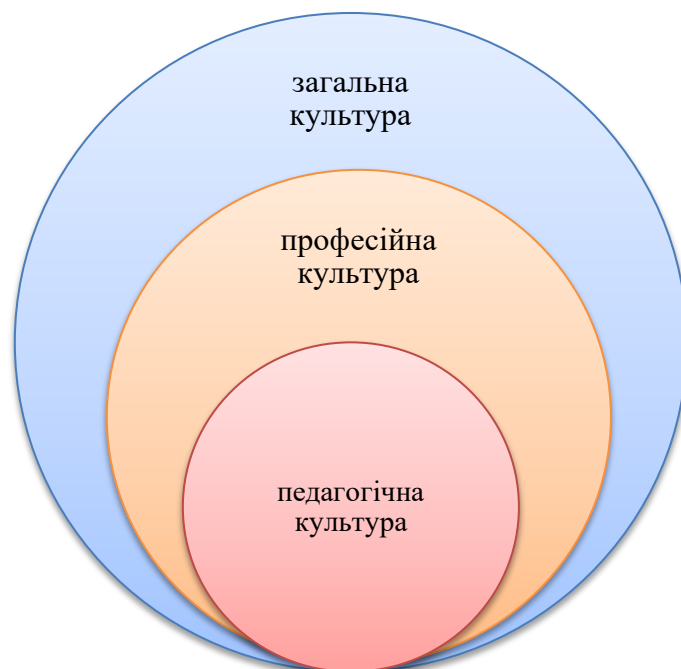 загальна
культура
професійна
культура
педагогічна
культура